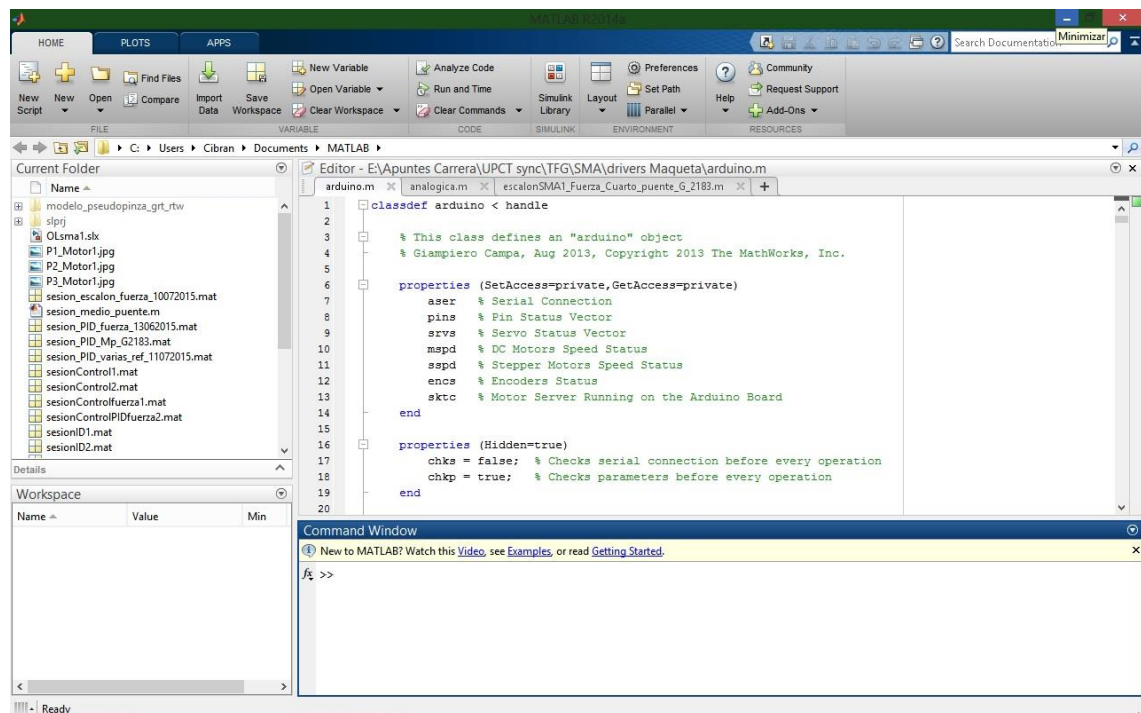 MATLAB R2014a
Minimizar
HOME PLOTS APPS
Search Documentation
New Script
New
Open
Find Files
Compare
Import Data
Save Workspace
New Variable
Open Variable
Clear Workspace
Analyze Code
Run and Time
Clear Commands
Simulink Library
Layout
Preferences
Set Path
Parallel
Help
Community
Request Support
Add-Ons
FILE VARIABLE CODE SIMULINK ENVIRONMENT RESOURCES
C: Users Cibran Documents MATLAB
Current Folder
Name
modelo_pseudopinza_grt_rtw
slprj
OLsma1.slx
P1_Motor1.jpg
P2_Motor1.jpg
P3_Motor1.jpg
sesion_escalon_fuerza_10072015.mat
sesion_medio_puente.m
sesion_PID_fuerza_13062015.mat
sesion_PID_Mp_G2183.mat
sesion_PID_varias_ref_11072015.mat
sesionControl1.mat
sesionControl2.mat
sesionControlfuerza1.mat
sesionControlPIDfuerza2.mat
sesionID1.mat
sesionID2.mat
Details
Workspace
Name Value Min
Editor - E:\Apuntes Carrera\UPCT sync\TFG\SMA\drivers Maqueta\arduino.m
arduino.m analogica.m escalonSMA1_Fuerza_Cuarto_puente_G_2183.m
1 classdef arduino < handle
2
3 % This class defines an "arduino" object
4 % Giampiero Campa, Aug 2013, Copyright 2013 The MathWorks, Inc.
5
6 properties (SetAccess=private,GetAccess=private)
7 aser % Serial Connection
8 pins % Pin Status Vector
9 srvs % Servo Status Vector
10 mspd % DC Motors Speed Status
11 sspd % Stepper Motors Speed Status
12 encs % Encoders Status
13 sktc % Motor Server Running on the Arduino Board
14 end
15
16 properties (Hidden=true)
17 chks = false; % Checks serial connection before every operation
18 chkp = true; % Checks parameters before every operation
19 end
20
Command Window
New to MATLAB? Watch this Video, see Examples, or read Getting Started.
fx >>
Ready